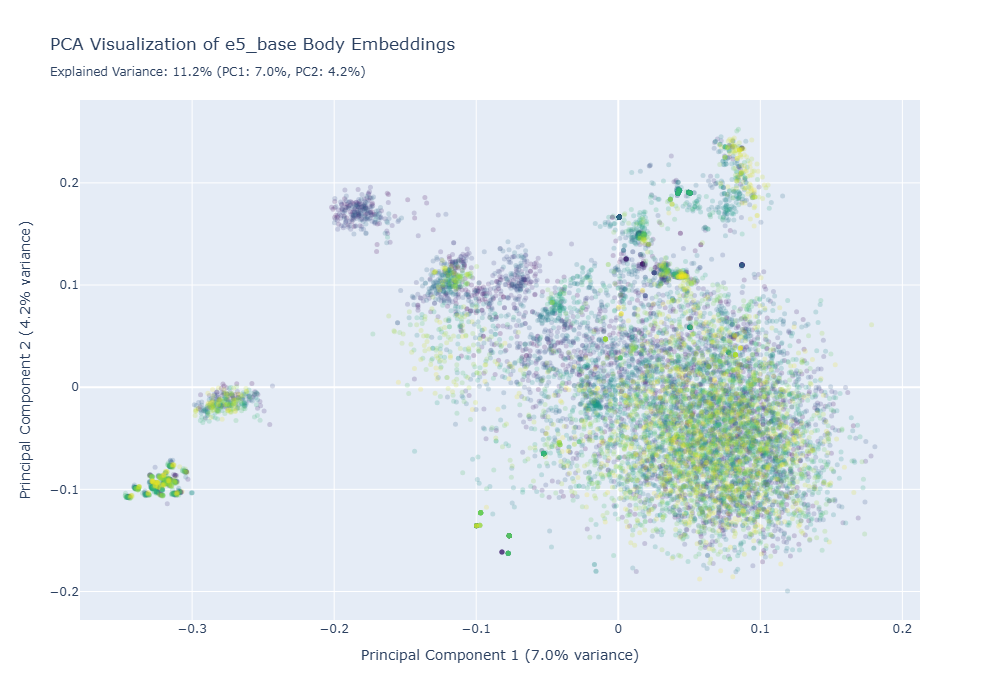 PCA Visualization of e5_base Body Embeddings
Explained Variance: 11.2% (PC1: 7.0%, PC2: 4.2%)
Principal Component 2 (4.2% variance)
0.2
0.1
0
−0.1
−0.2
−0.3
−0.2
−0.1
0
0.1
0.2
Principal Component 1 (7.0% variance)